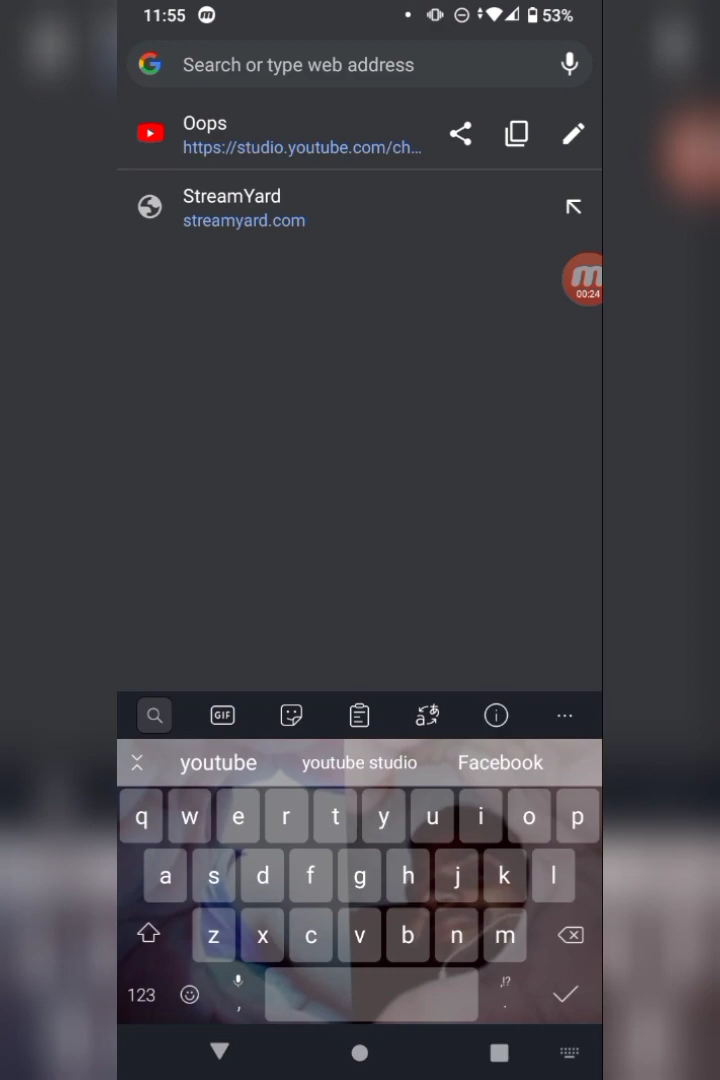 11:55 m 53%
Search or type web address
Oops
https://studio.youtube.com/ch...
StreamYard
streamyard.com
m
00:24
GIF
youtube youtube studio Facebook
q w e r t y u i o p
a s d f g h j k l
z x c v b n m
123 , ,!? .